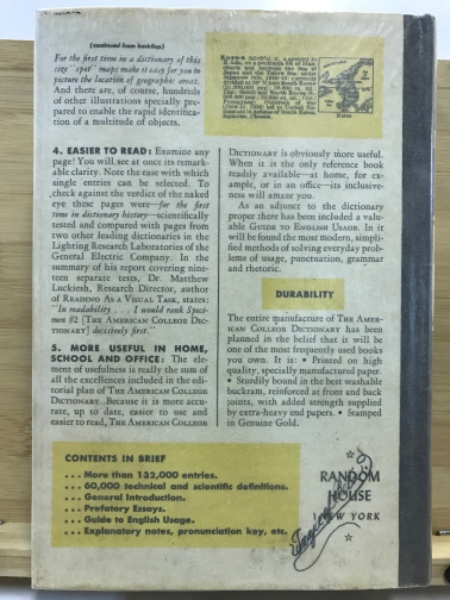 (continued from backflap)
For the first time in a dictionary of this
size "spot" maps make it easy for you to
picture the location of geographic areas.
And there are, of course, hundreds
of other illustrations specially pre-
pared to enable the rapid identifica-
tion of a multitude of objects.
4. EASIER TO READ: Examine any
page! You will see at once its remark-
able clarity. Note the ease with which
single entries can be selected. To
check against the verdict of the naked
eye these pages were—for the first
time in dictionary history—scientifically
tested and compared with pages from
two other leading dictionaries in the
Lighting Research Laboratories of the
General Electric Company. In the
summary of his report covering nine-
teen separate tests, Dr. Matthew
Luckiesh, Research Director, author
of READING AS A VISUAL TASK, states:
"In readability . . . I would rank Speci-
men #2 [THE AMERICAN COLLEGE DIC-
TIONARY] decisively first."
5. MORE USEFUL IN HOME,
SCHOOL AND OFFICE: The ele-
ment of usefulness is really the sum of
all the excellences included in the edi-
torial plan of THE AMERICAN COLLEGE
DICTIONARY. Because it is more accu-
rate, up to date, easier to use and
easier to read, THE AMERICAN COLLEGE
Korea
Korea
DICTIONARY is obviously more useful.
When it is the only reference book
readily available—at home, for ex-
ample, or in an office—its inclusive-
ness will amaze you.
As an adjunct to the dictionary
proper there has been included a valu-
able GUIDE TO ENGLISH USAGE. In it
will be found the most modern, simpli-
fied methods of solving everyday prob-
lems of usage, punctuation, grammar
and rhetoric.
DURABILITY
The entire manufacture of THE AMER-
ICAN COLLEGE DICTIONARY has been
planned in the belief that it will be
one of the most frequently used books
you own. It is: • Printed on high
quality, specially manufactured paper.
• Sturdily bound in the best washable
buckram, reinforced at front and back
joints, with added strength supplied
by extra-heavy end papers. • Stamped
in Genuine Gold.
CONTENTS IN BRIEF
. . . More than 132,000 entries.
. . . 60,000 technical and scientific definitions.
. . . General Introduction.
. . . Prefatory Essays.
. . . Guide to English Usage.
. . . Explanatory notes, pronunciation key, etc.
RANDOM
HOUSE
NEW YORK